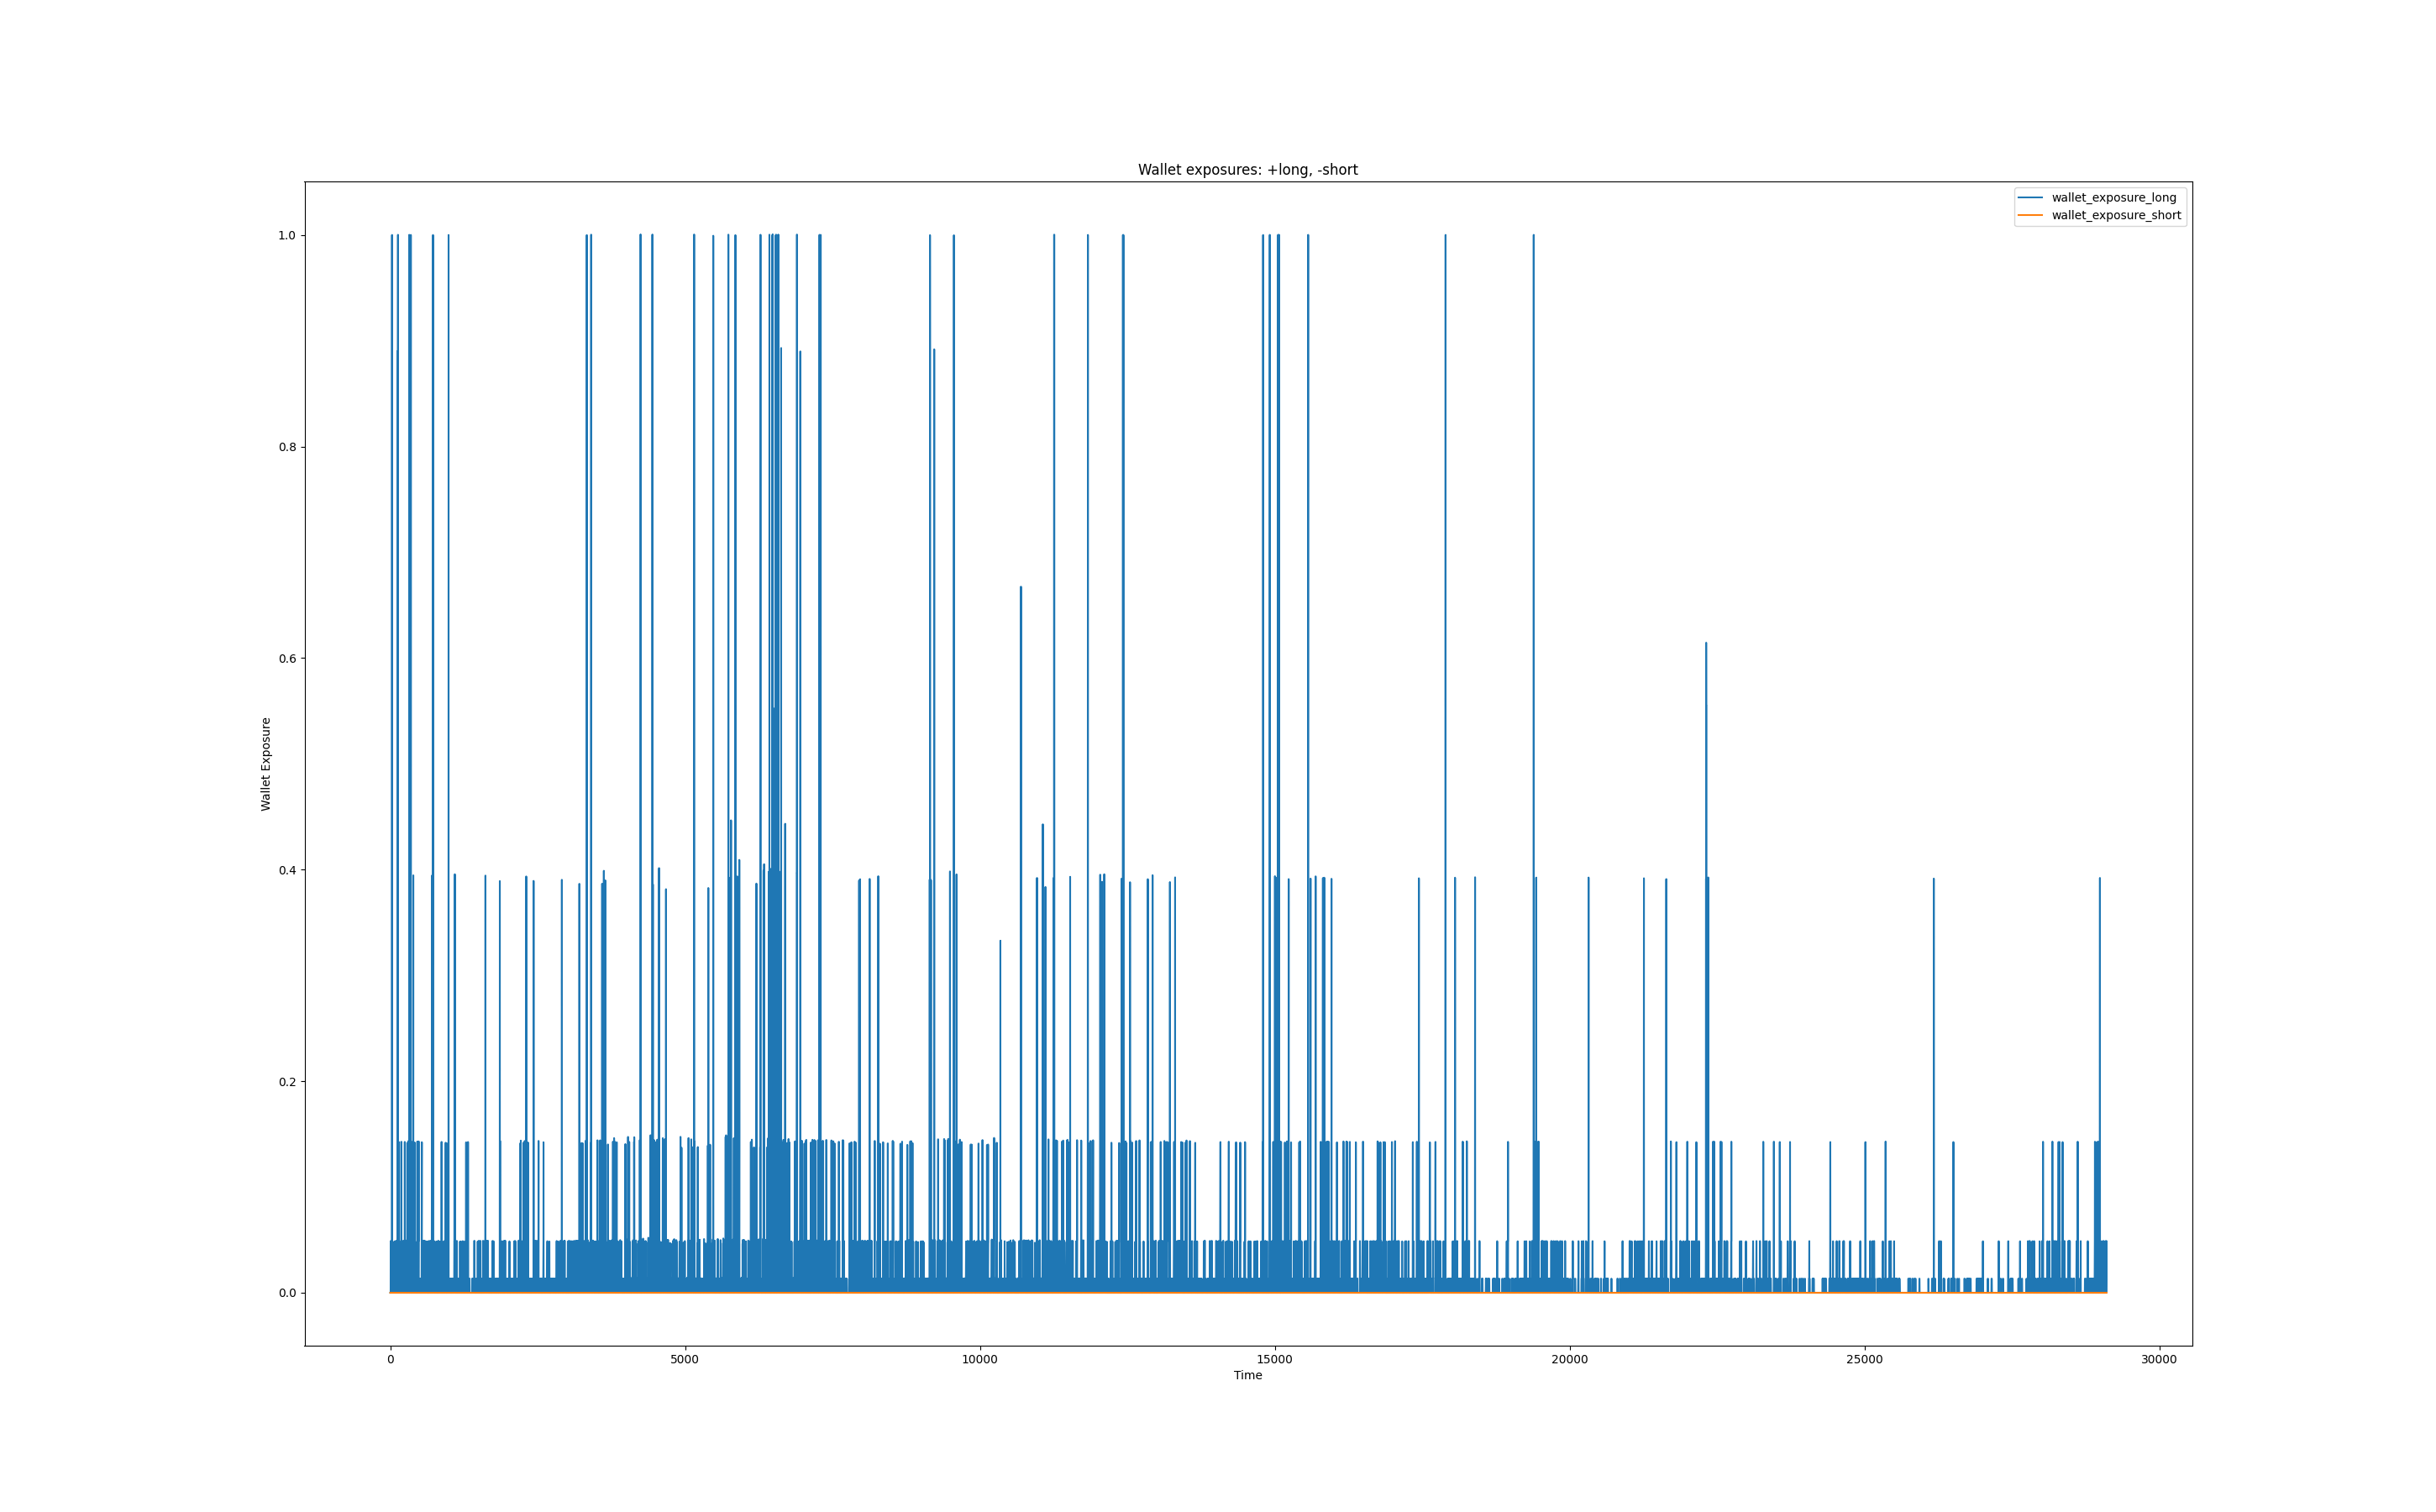 Wallet exposures: +long, -short
wallet_exposure_long
wallet_exposure_short
1.0
0.8
0.6
0.4
0.2
0.0
Wallet Exposure
0 5000 10000 15000 20000 25000 30000
Time